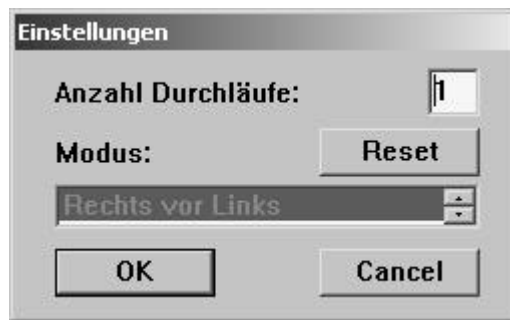 Einstellungen
Anzahl Durchläufe: 1
Modus: Reset
Rechts vor Links
OK Cancel